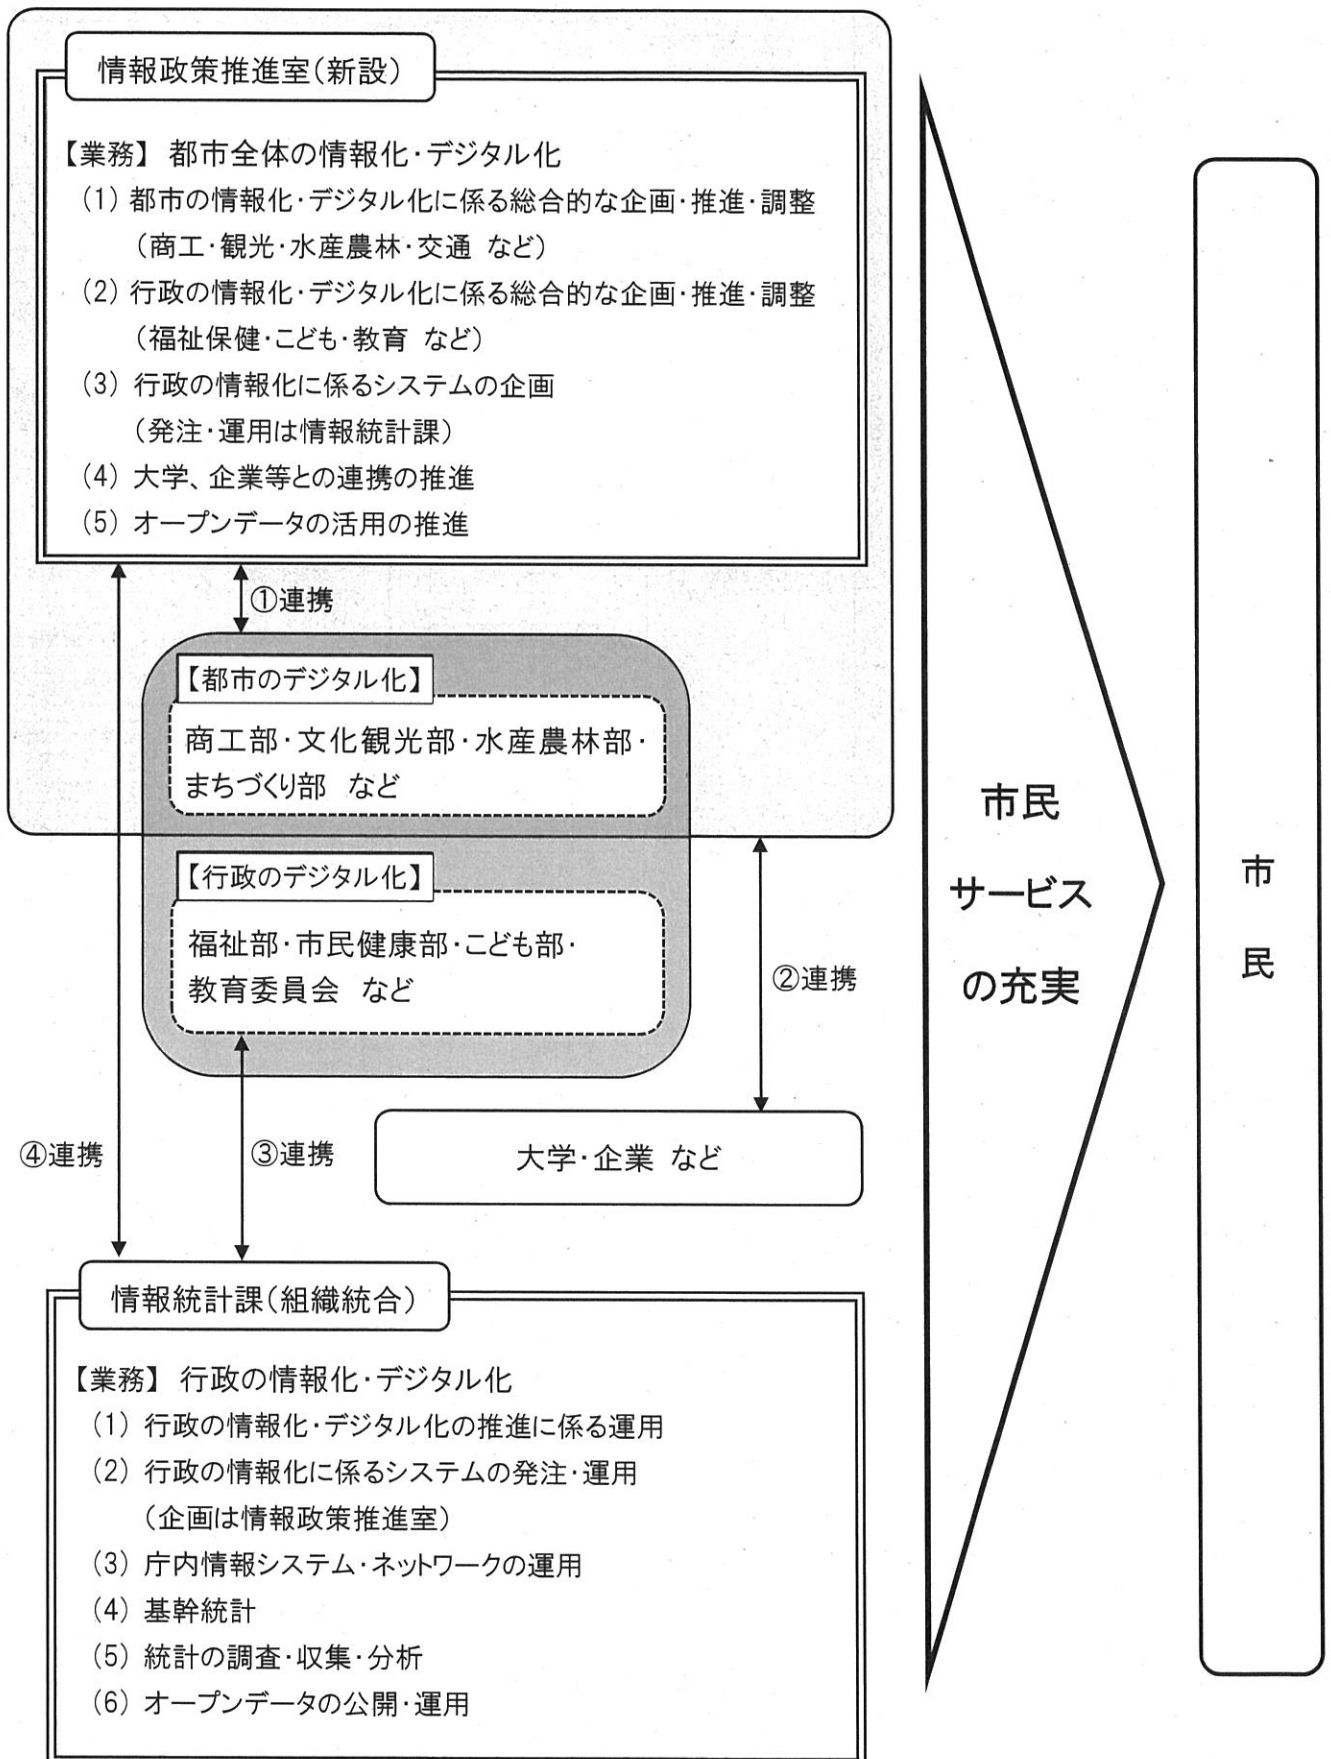 情報政策推進室(新設)
【業務】 都市全体の情報化・デジタル化
(1) 都市の情報化・デジタル化に係る総合的な企画・推進・調整
(商工・観光・水産農林・交通 など)
(2) 行政の情報化・デジタル化に係る総合的な企画・推進・調整
(福祉保健・こども・教育 など)
(3) 行政の情報化に係るシステムの企画
(発注・運用は情報統計課)
(4) 大学、企業等との連携の推進
(5) オープンデータの活用の推進
①連携
【都市のデジタル化】
商工部・文化観光部・水産農林部・
まちづくり部 など
【行政のデジタル化】
福祉部・市民健康部・こども部・
教育委員会 など
②連携
④連携
③連携
大学・企業 など
情報統計課(組織統合)
【業務】 行政の情報化・デジタル化
(1) 行政の情報化・デジタル化の推進に係る運用
(2) 行政の情報化に係るシステムの発注・運用
(企画は情報政策推進室)
(3) 庁内情報システム・ネットワークの運用
(4) 基幹統計
(5) 統計の調査・収集・分析
(6) オープンデータの公開・運用
市民
サービス
の充実
市
民